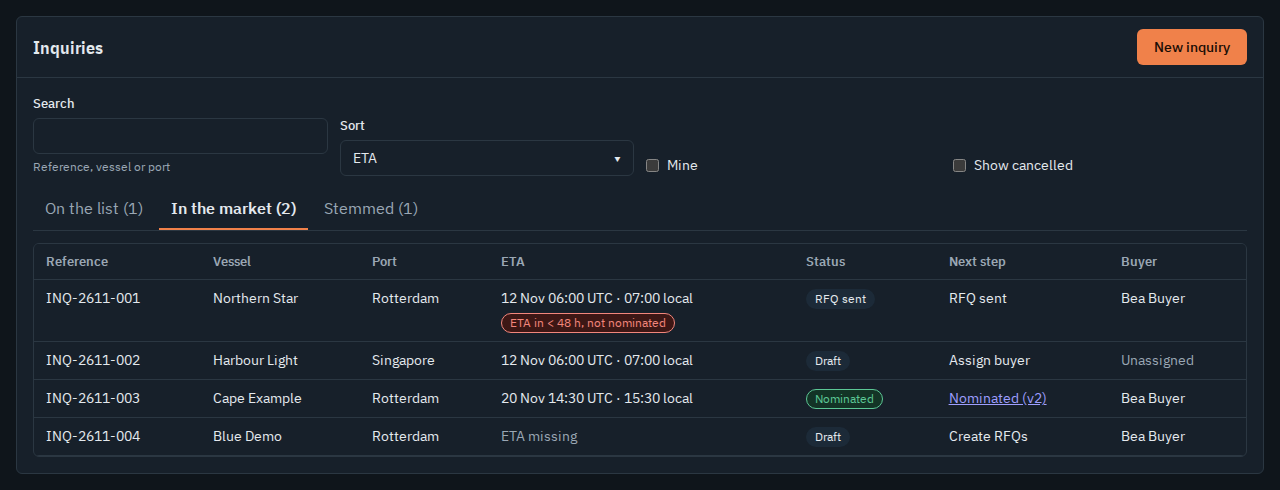 Inquiries
New inquiry
Search
Sort
ETA
Mine
Show cancelled
Reference, vessel or port
On the list (1) In the market (2) Stemmed (1)
Reference Vessel Port ETA Status Next step Buyer
INQ-2611-001 Northern Star Rotterdam 12 Nov 06:00 UTC · 07:00 local RFQ sent RFQ sent Bea Buyer
ETA in < 48 h, not nominated
INQ-2611-002 Harbour Light Singapore 12 Nov 06:00 UTC · 07:00 local Draft Assign buyer Unassigned
INQ-2611-003 Cape Example Rotterdam 20 Nov 14:30 UTC · 15:30 local Nominated Nominated (v2) Bea Buyer
INQ-2611-004 Blue Demo Rotterdam ETA missing Draft Create RFQs Bea Buyer